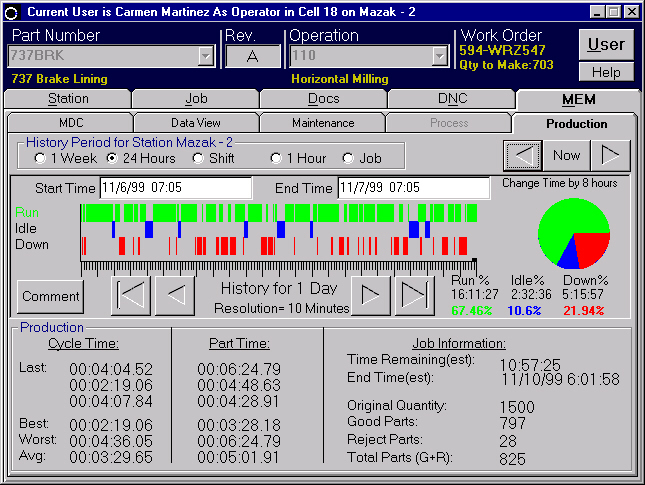 Current User is Carmen Martinez As Operator in Cell 18 on Mazak - 2
Part Number Rev. Operation Work Order
737BRK A 110 594-WRZ547
Qty to Make:703
737 Brake Lining Horizontal Milling
User
Help
Station Job Docs DNC MEM
MDC Data View Maintenance Process Production
History Period for Station Mazak - 2
1 Week 24 Hours Shift 1 Hour Job
Now
Change Time by 8 hours
Start Time 11/6/99 07:05 End Time 11/7/99 07:05
Run
Idle
Down
Comment
History for 1 Day
Resolution= 10 Minutes
Run% Idle% Down%
16:11:27 2:32:36 5:15:57
67.46% 10.6% 21.94%
Production
Cycle Time: Part Time: Job Information:
Last: 00:04:04.52 00:06:24.79
00:02:19.06 00:04:48.63
00:04:07.84 00:04:28.91
Best: 00:02:19.06 00:03:28.18
Worst: 00:04:36.05 00:06:24.79
Avg: 00:03:29.65 00:05:01.91
Time Remaining(est): 10:57:25
End Time(est): 11/10/99 6:01:58
Original Quantity: 1500
Good Parts: 797
Reject Parts: 28
Total Parts (G+R): 825